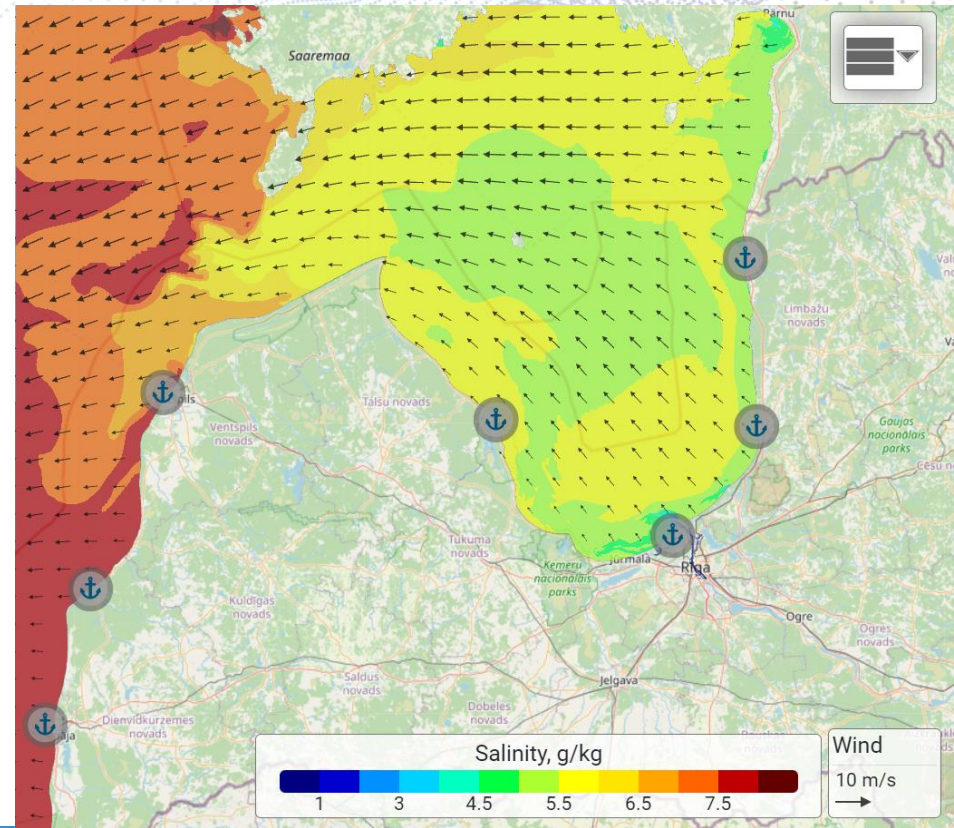 Pärnu
Saaremaa
Limbažu
novads
Talsu novads
Ventspils
novads
Gaujas
nacionālais
parks
Tukuma
novads
Ķemeru
nacionālais
parks
Jūrmala
Rīga
Kuldīgas
novads
Ogre
Ogres
novads
Saldus
novads
Jelgava
Dobeles
novads
Dienvidkurzemes
novads
Salinity, g/kg
1 3 4.5 5.5 6.5 7.5
Wind
10 m/s